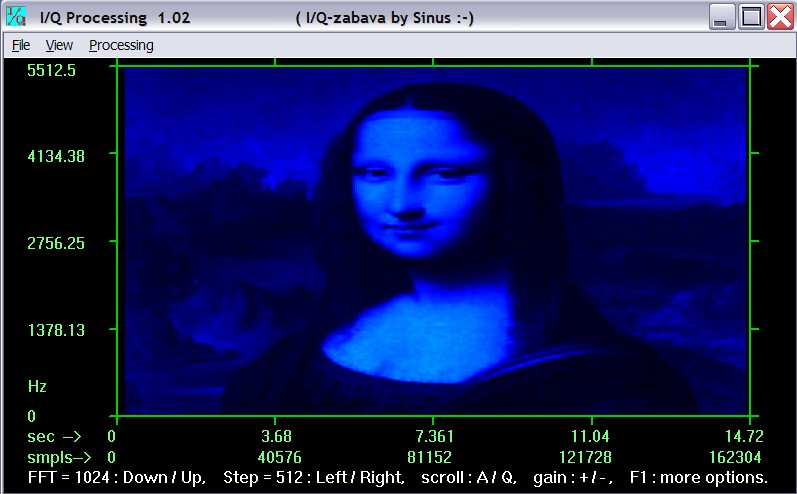 I/Q
I/Q Processing 1.02 ( I/Q-zabava by Sinus :-)
File View Processing
5512.5
4134.38
2756.25
1378.13
Hz
0
sec -> 0 3.68 7.361 11.04 14.72
smpls-> 0 40576 81152 121728 162304
FFT = 1024 : Down / Up, Step = 512 : Left / Right, scroll : A / Q, gain : + / -, F1 : more options.